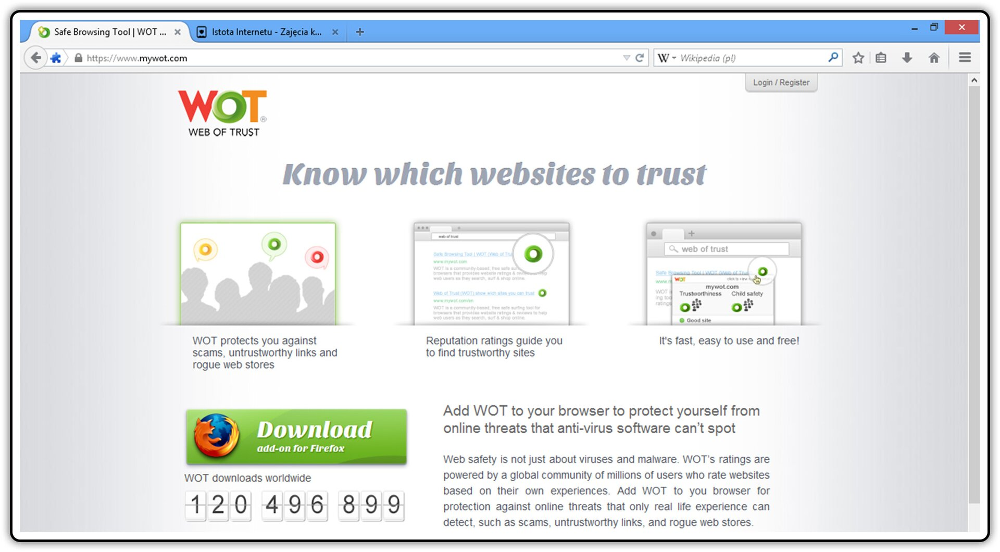 Safe Browsing Tool | WOT ...
Istota Internetu - Zajęcia k...
https://www.mywot.com
W
Wikipedia (pl)
Login / Register
WOT®
WEB OF TRUST
Know which websites to trust
web of trust
Safe Browsing Tool | WOT (Web of Tru
www.mywot.com
WOT is a community-based, free safe sur
browsers that provides website ratings & reviews to help
web users as they search, surf & shop online.
Web of Trust (WOT) show wich sites you can trust
www.mywot.com/en
WOT is a community-based, free safe surfing tool for
browsers that provides website ratings & reviews to help
web users as they search, surf & shop online.
web of trust
Safe Browsing Tool | WOT (Web of Trus
www.m
WOT
click to view
WOT i
mywot.com
ing too
Trustworthiness
Child safety
ratings
Good site
WOT protects you against
scams, untrustworthy links and
rogue web stores
Reputation ratings guide you
to find trustworthy sites
It's fast, easy to use and free!
Download
add-on for Firefox
WOT downloads worldwide
120 496 899
Add WOT to your browser to protect yourself from
online threats that anti-virus software can’t spot
Web safety is not just about viruses and malware. WOT’s ratings are
powered by a global community of millions of users who rate websites
based on their own experiences. Add WOT to you browser for
protection against online threats that only real life experience can
detect, such as scams, untrustworthy links, and rogue web stores.